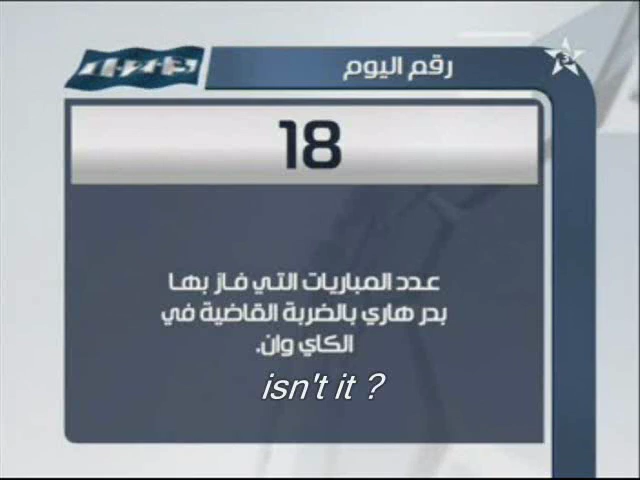 رقم اليوم
18
عدد المباريات التي فاز بها
بدر هاري بالضربة القاضية في
الكاي وان.
isn't it ?